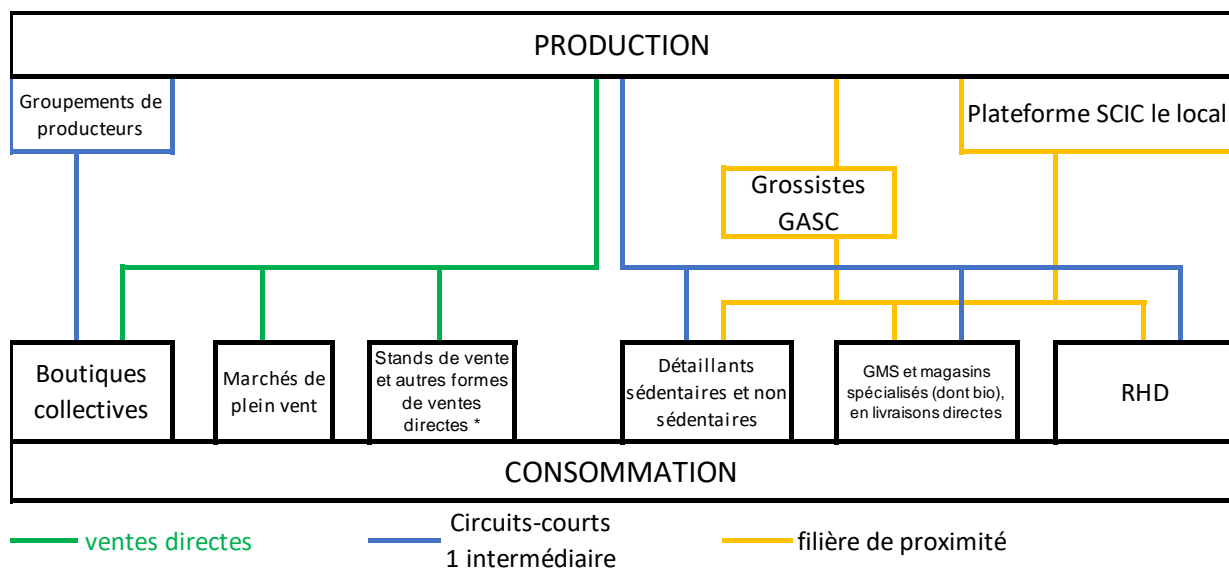 PRODUCTION
Groupements de
producteurs
Plateforme SCIC le local
Grossistes
GASC
Boutiques
collectives
Marchés de
plein vent
Stands de vente
et autres formes
de ventes
directes *
Détaillants
sédentaires et non
sédentaires
GMS et magasins
spécialisés (dont bio),
en livraisons directes
RHD
CONSOMMATION
ventes directes
Circuits-courts
1 intermédiaire
filière de proximité